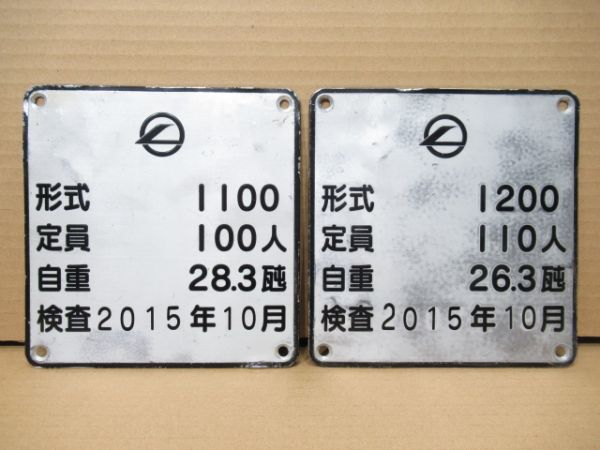 形式 1100
定員 100人
自重 28.3瓲
検査2015年10月
形式 1200
定員 110人
自重 26.3瓲
検査2015年10月